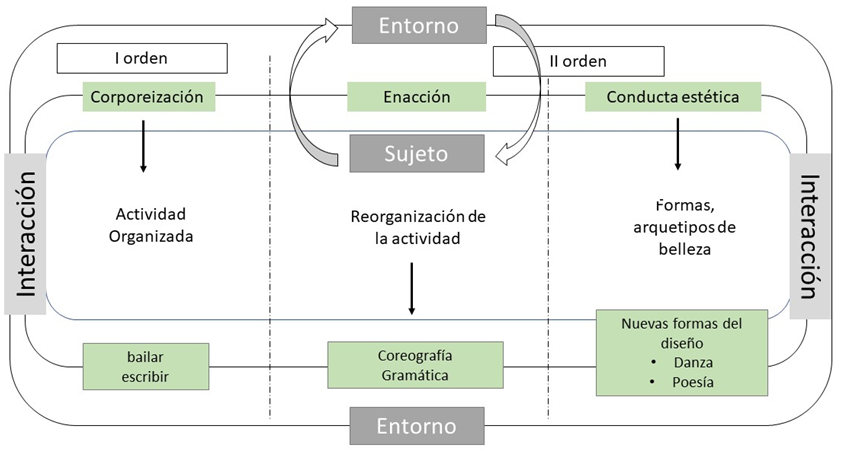 Entorno
I orden
II orden
Corporeización
Enacción
Conducta estética
Sujeto
Interacción
Interacción
Actividad
Organizada
Reorganización de
la actividad
Formas,
arquetipos de
belleza
bailar
escribir
Coreografía
Gramática
Nuevas formas del
diseño
• Danza
• Poesía
Entorno